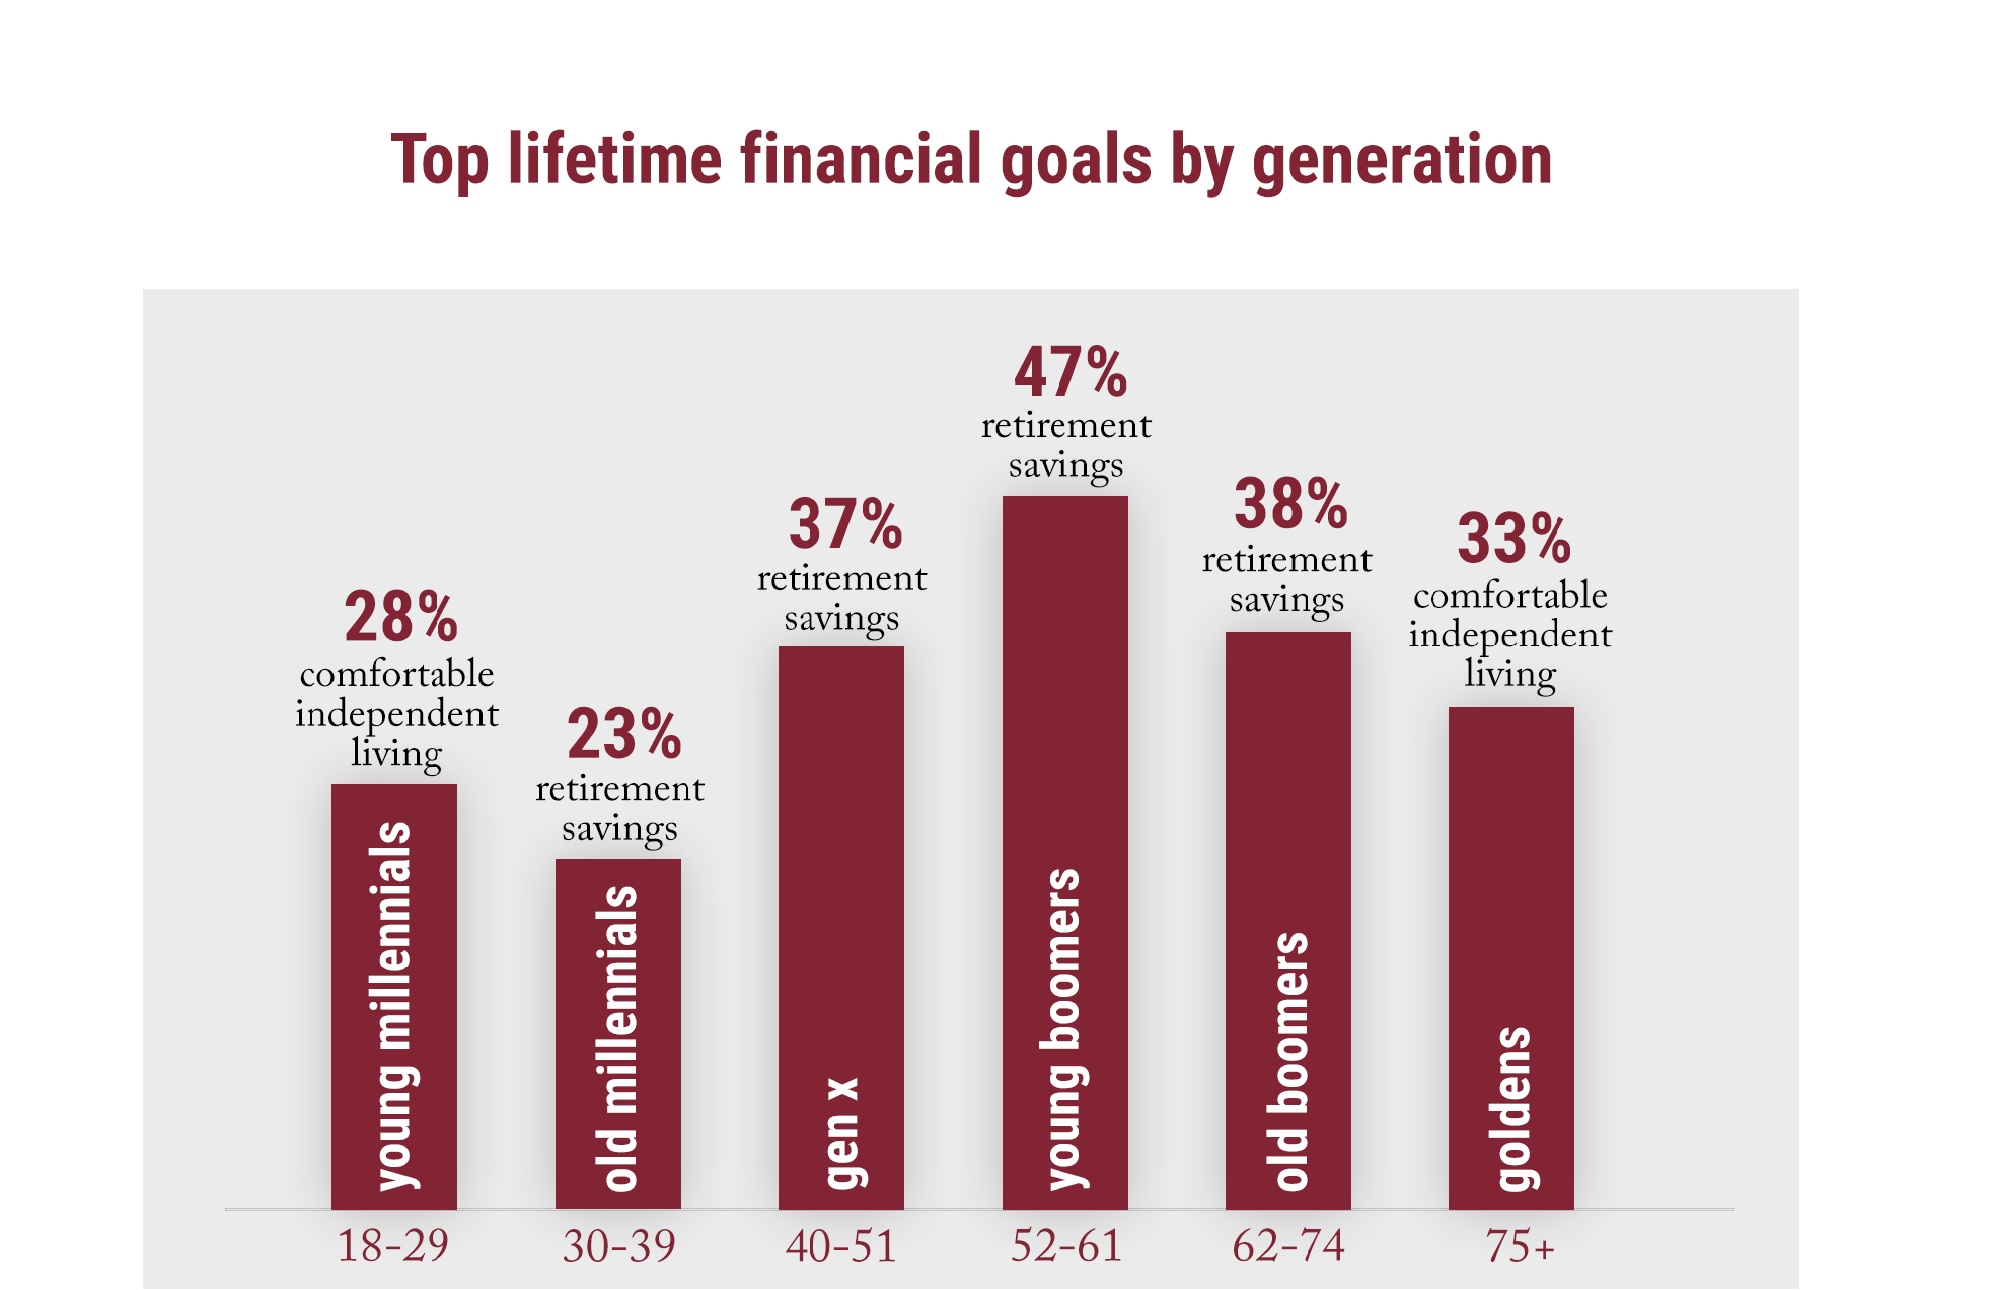 Top lifetime financial goals by generation
28%
comfortable
independent
living
young millennials
18-29
23%
retirement
savings
old millennials
30-39
37%
retirement
savings
gen x
40-51
47%
retirement
savings
young boomers
52-61
38%
retirement
savings
old boomers
62-74
33%
comfortable
independent
living
goldens
75+